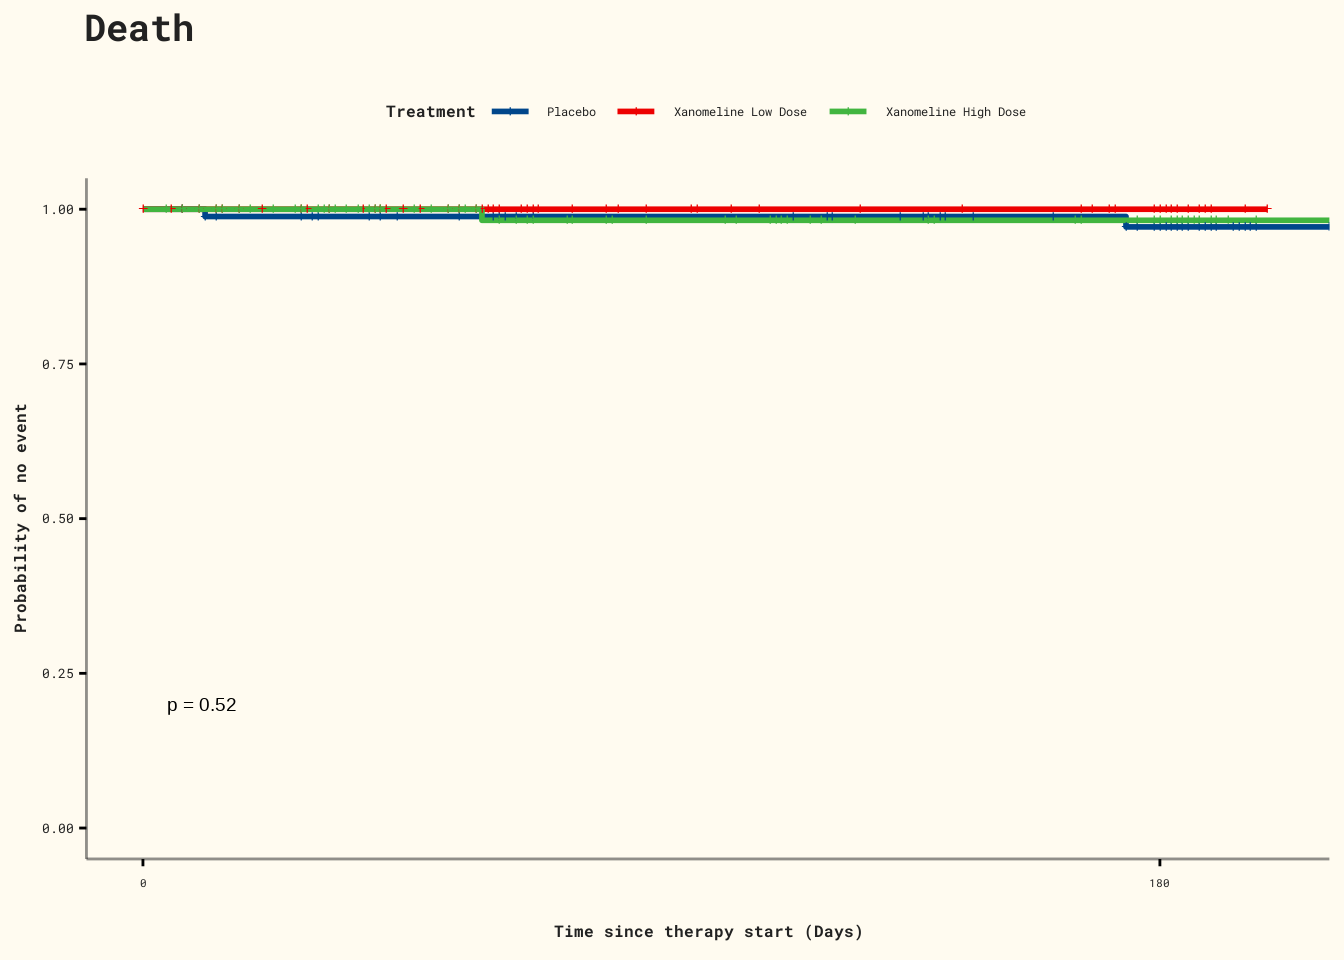 Death
Treatment Placebo Xanomeline Low Dose Xanomeline High Dose
1.00
0.75
0.50
0.25
0.00
Probability of no event
p = 0.52
0 180
Time since therapy start (Days)